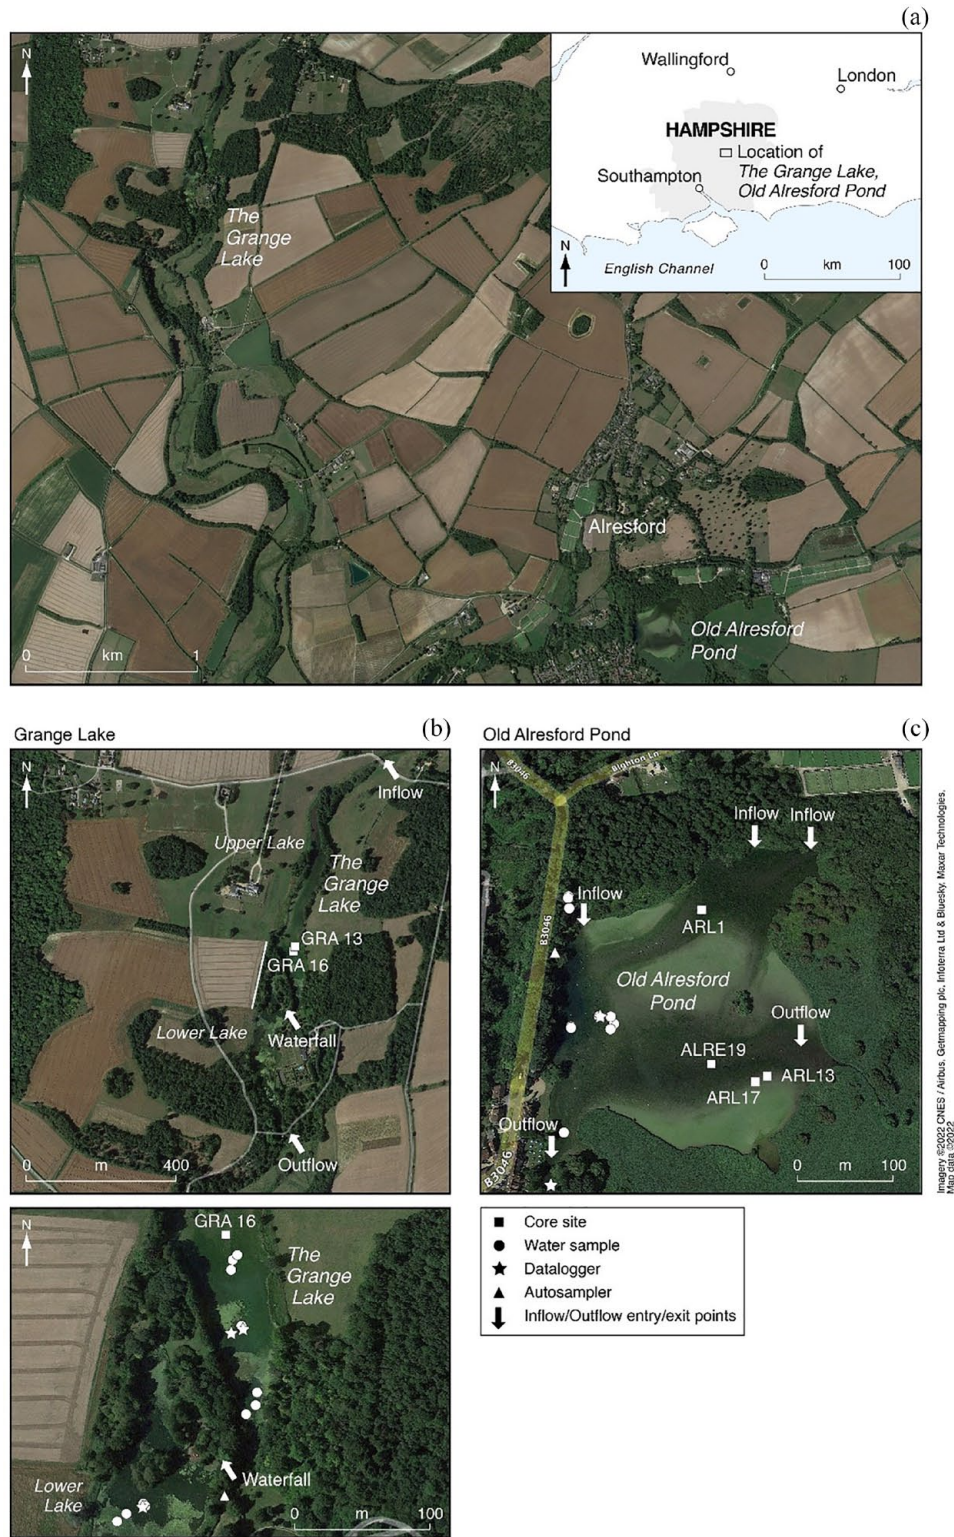 (a)
N
Wallingford
London
HAMPSHIRE
Location of
The Grange Lake,
Old Alresford Pond
Southampton
N
English Channel
0 km 100
The
Grange
Lake
Alresford
Old Alresford
Pond
0 km 1
Grange Lake
(b)
N
Inflow
Upper Lake
The
Grange
Lake
GRA 13
GRA 16
Lower Lake
Waterfall
Outflow
0 m 400
Old Alresford Pond
(c)
N
B3046
Bighton Ln
Inflow
Inflow
Inflow
ARL1
B3046
Old Alresford
Pond
Outflow
ALRE19
ARL13
ARL17
Outflow
B3046
0 m 100
Imagery ©2022 CNES / Airbus, Getmapping plc, Infoterra Ltd & Bluesky, Maxar Technologies,
Map data ©2022
GRA 16
N
The
Grange
Lake
Waterfall
Lower
Lake
0 m 100
Core site
Water sample
Datalogger
Autosampler
Inflow/Outflow entry/exit points